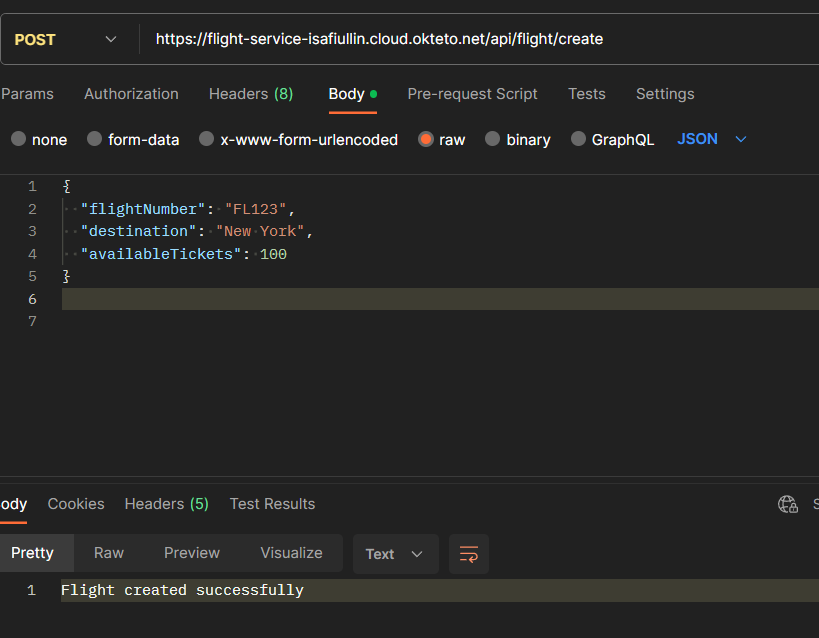 POST https://flight-service-isafiullin.cloud.okteto.net/api/flight/create
Params Authorization Headers (8) Body Pre-request Script Tests Settings
none form-data x-www-form-urlencoded raw binary GraphQL JSON
1 {
2 "flightNumber": "FL123",
3 "destination": "New York",
4 "availableTickets": 100
5 }
6
7
ody Cookies Headers (5) Test Results S
Pretty Raw Preview Visualize Text
1 Flight created successfully